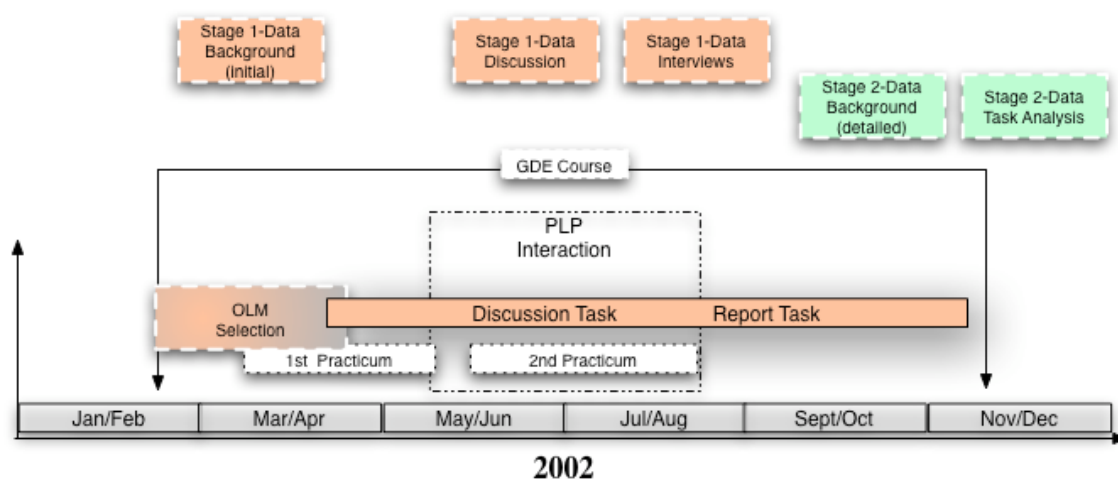 Stage 1-Data
Background
(initial)
Stage 1-Data
Discussion
Stage 1-Data
Interviews
Stage 2-Data
Background
(detailed)
Stage 2-Data
Task Analysis
GDE Course
PLP
Interaction
OLM
Selection
Discussion Task
Report Task
1st Practicum
2nd Practicum
Jan/Feb
Mar/Apr
May/Jun
Jul/Aug
Sept/Oct
Nov/Dec
2002